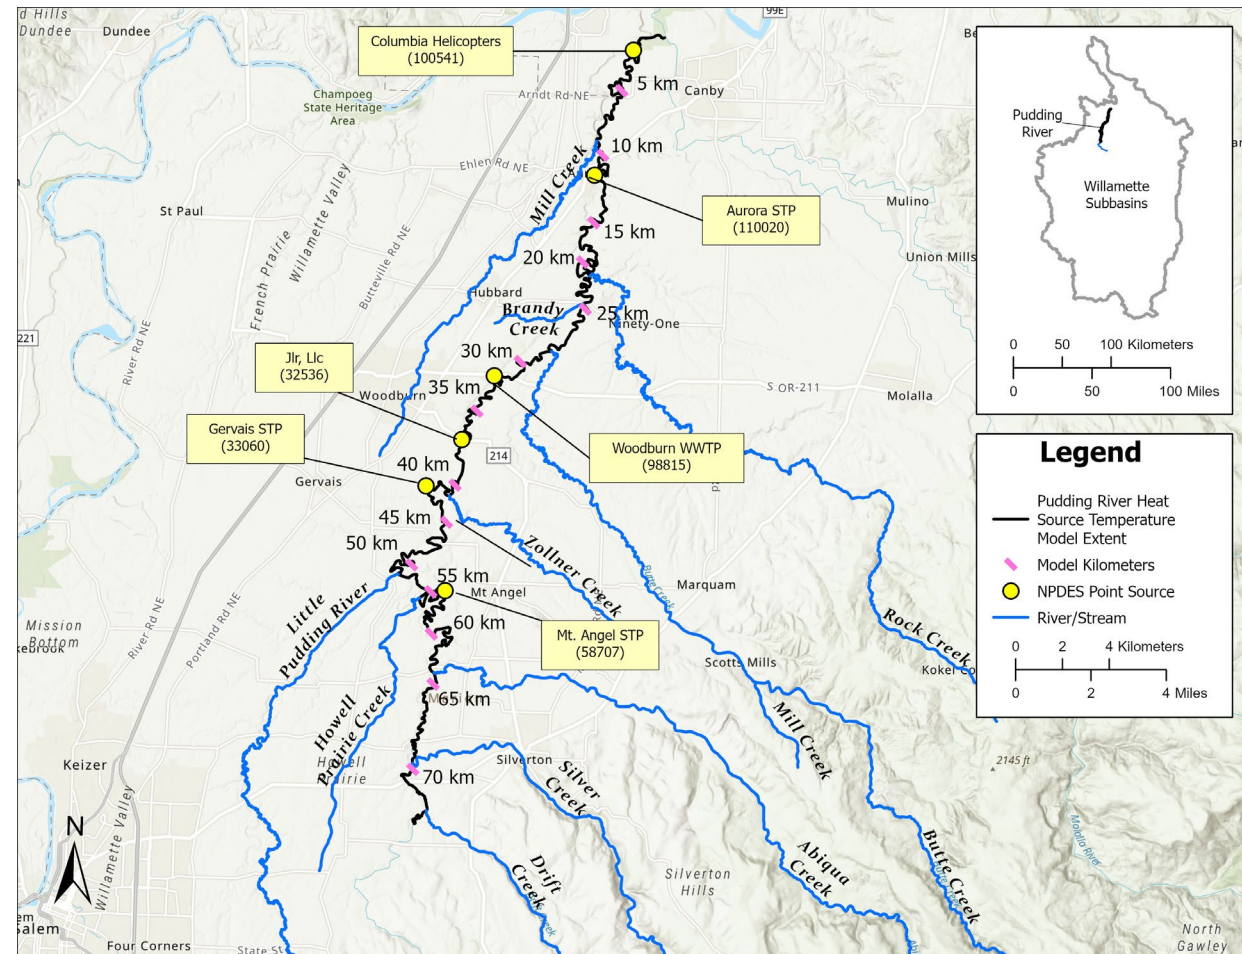 d Hills
Dundee
Dundee
99E
Columbia Helicopters
(100541)
5 km
Canby
Champoeg
State Heritage
Area
Arndt Rd NE
10 km
Mill Creek
Ehlen Rd NE
Aurora STP
(110020)
Mulino
St Paul
15 km
French Prairie
Willamette Valley
Butteville Rd NE
20 km
Union Mills
Hubbard
Brandy
Creek
25 km
Ninety-One
221
River Rd NE
30 km
Jlr, Llc
(32536)
35 km
Woodburn
S OR-211
Molalla
Gervais STP
(33060)
214
Woodburn WWTP
(98815)
40 km
Gervais
45 km
50 km
Zollner Creek
55 km
Mt Angel
Butte Creek
Marquam
Little
Pudding River
60 km
Mt. Angel STP
(58707)
Mission
Bottom
River Rd NE
Portland Rd NE
Rock Creek
Scotts Mills
65 km
Howell
Prairie Creek
Howell
Prairie
Mill Creek
Keizer
70 km
Silverton
Silver
Creek
2145 ft
Molalla River
N
Willamette Valley
Drift
Creek
Silverton
Hills
Abiqua
Creek
Butte Creek
Salem
Four Corners
State St
North
Gawley
Pudding
River
Willamette
Subbasins
0 50 100 Kilometers
0 50 100 Miles
Legend
Pudding River Heat
Source Temperature
Model Extent
Model Kilometers
NPDES Point Source
River/Stream
0 2 4 Kilometers
0 2 4 Miles